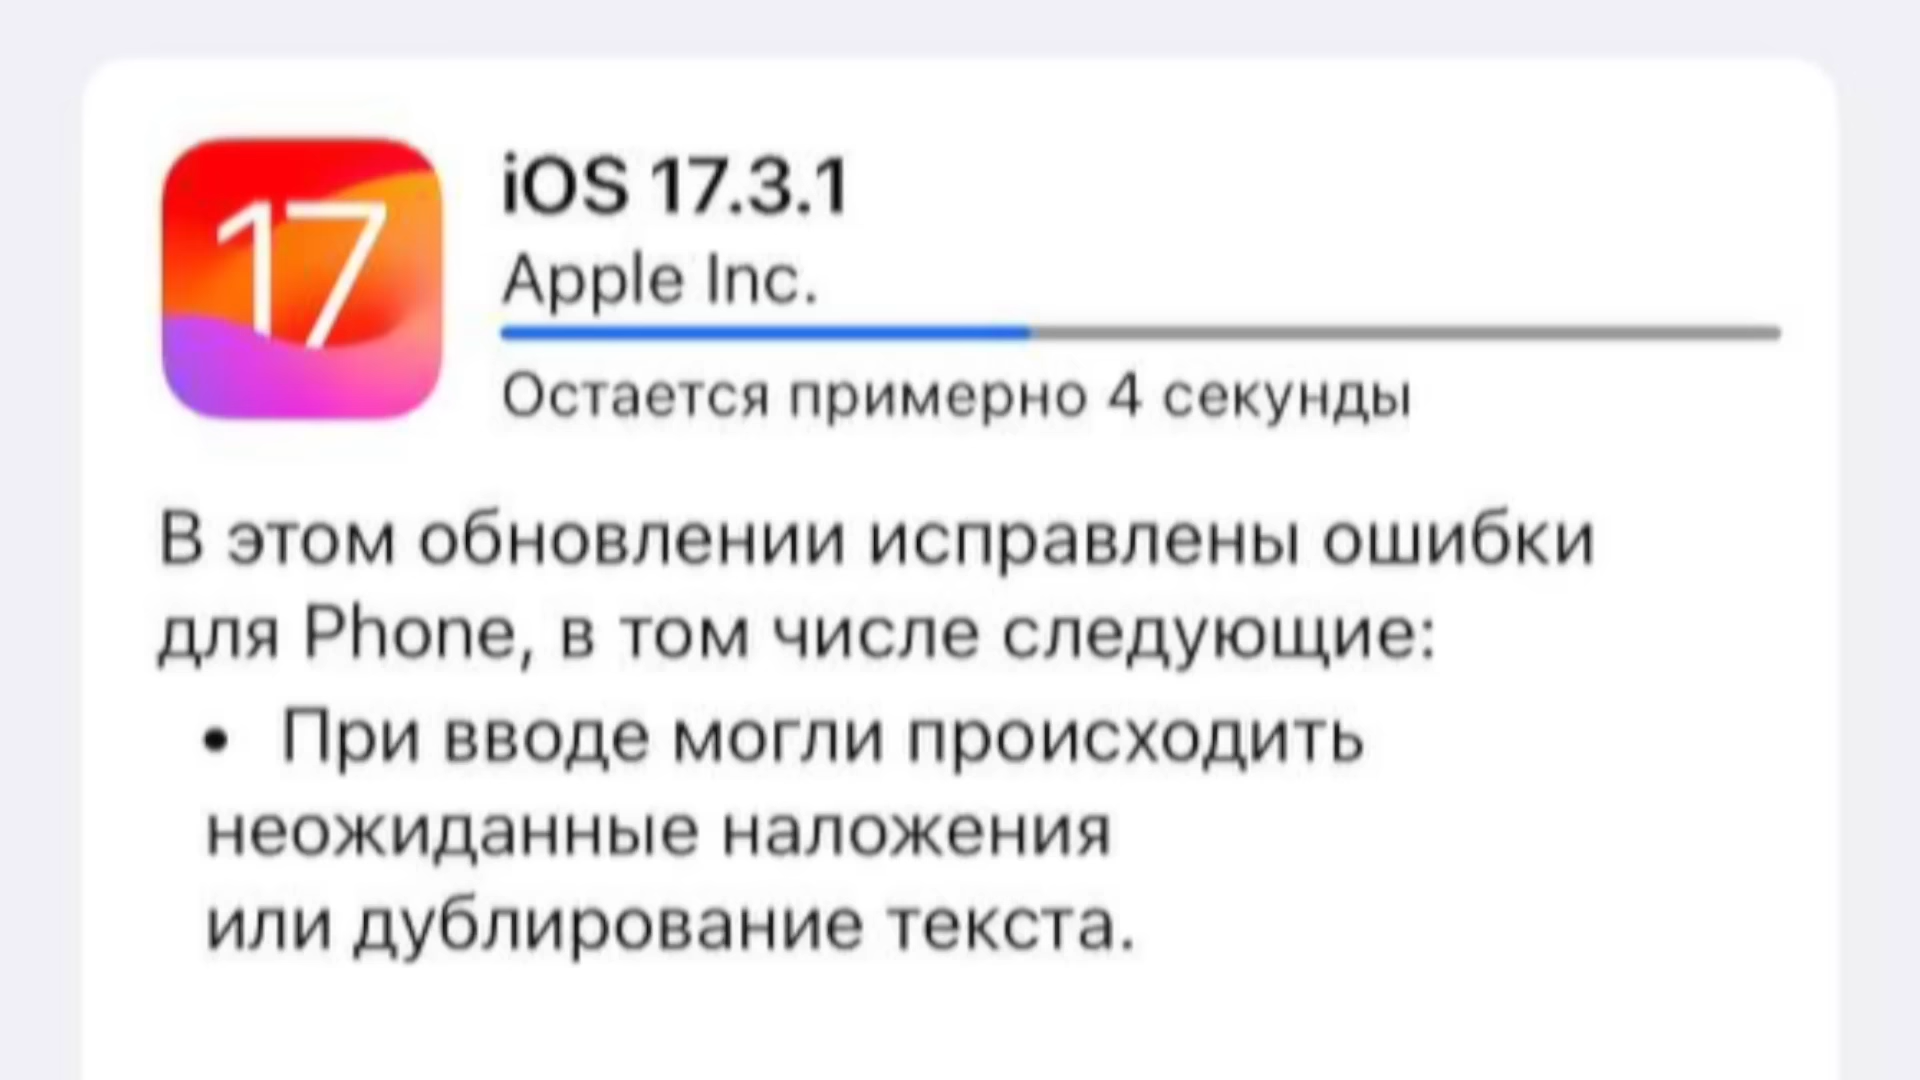 17
iOS 17.3.1
Apple Inc.
Остается примерно 4 секунды
В этом обновлении исправлены ошибки
для Phone, в том числе следующие:
• При вводе могли происходить
неожиданные наложения
или дублирование текста.